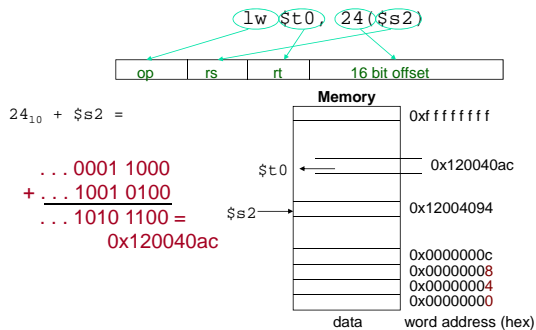 lw $t0, 24($s2)
op rs rt 16 bit offset
Memory
24₁₀ + $s2 =
0xf f f f f f f f
. . . 0001 1000
+ . . . 1001 0100
. . . 1010 1100 =
0x120040ac
$t0
0x120040ac
$s2
0x12004094
0x0000000c
0x00000008
0x00000004
0x00000000
data
word address (hex)